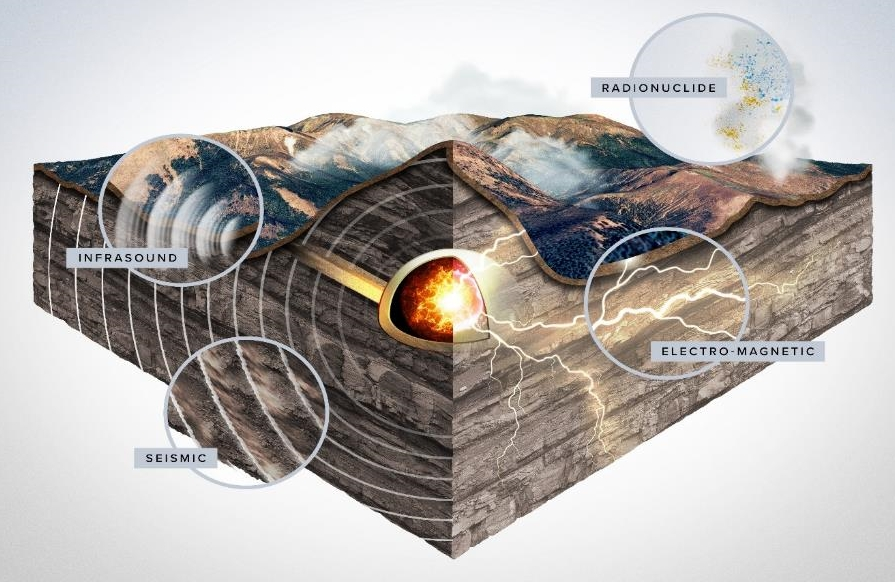 RADIONUCLIDE
INFRASOUND
ELECTRO-MAGNETIC
SEISMIC